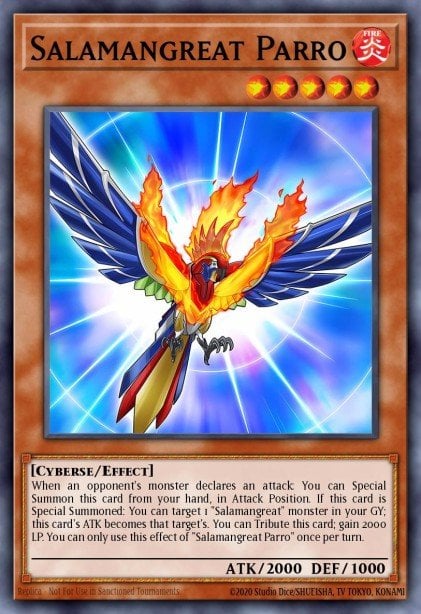 Salamangreat Parro
FIRE
炎
[Cyberse/Effect]
When an opponent's monster declares an attack: You can Special
Summon this card from your hand, in Attack Position. If this card is
Special Summoned: You can target 1 "Salamangreat" monster in your GY;
this card's ATK becomes that target's. You can Tribute this card; gain 2000
LP. You can only use this effect of "Salamangreat Parro" once per turn.
ATK/2000 DEF/1000
Replica - Not For Use in Sanctioned Tournaments
©2020 Studio Dice/SHUEISHA, TV TOKYO, KONAMI